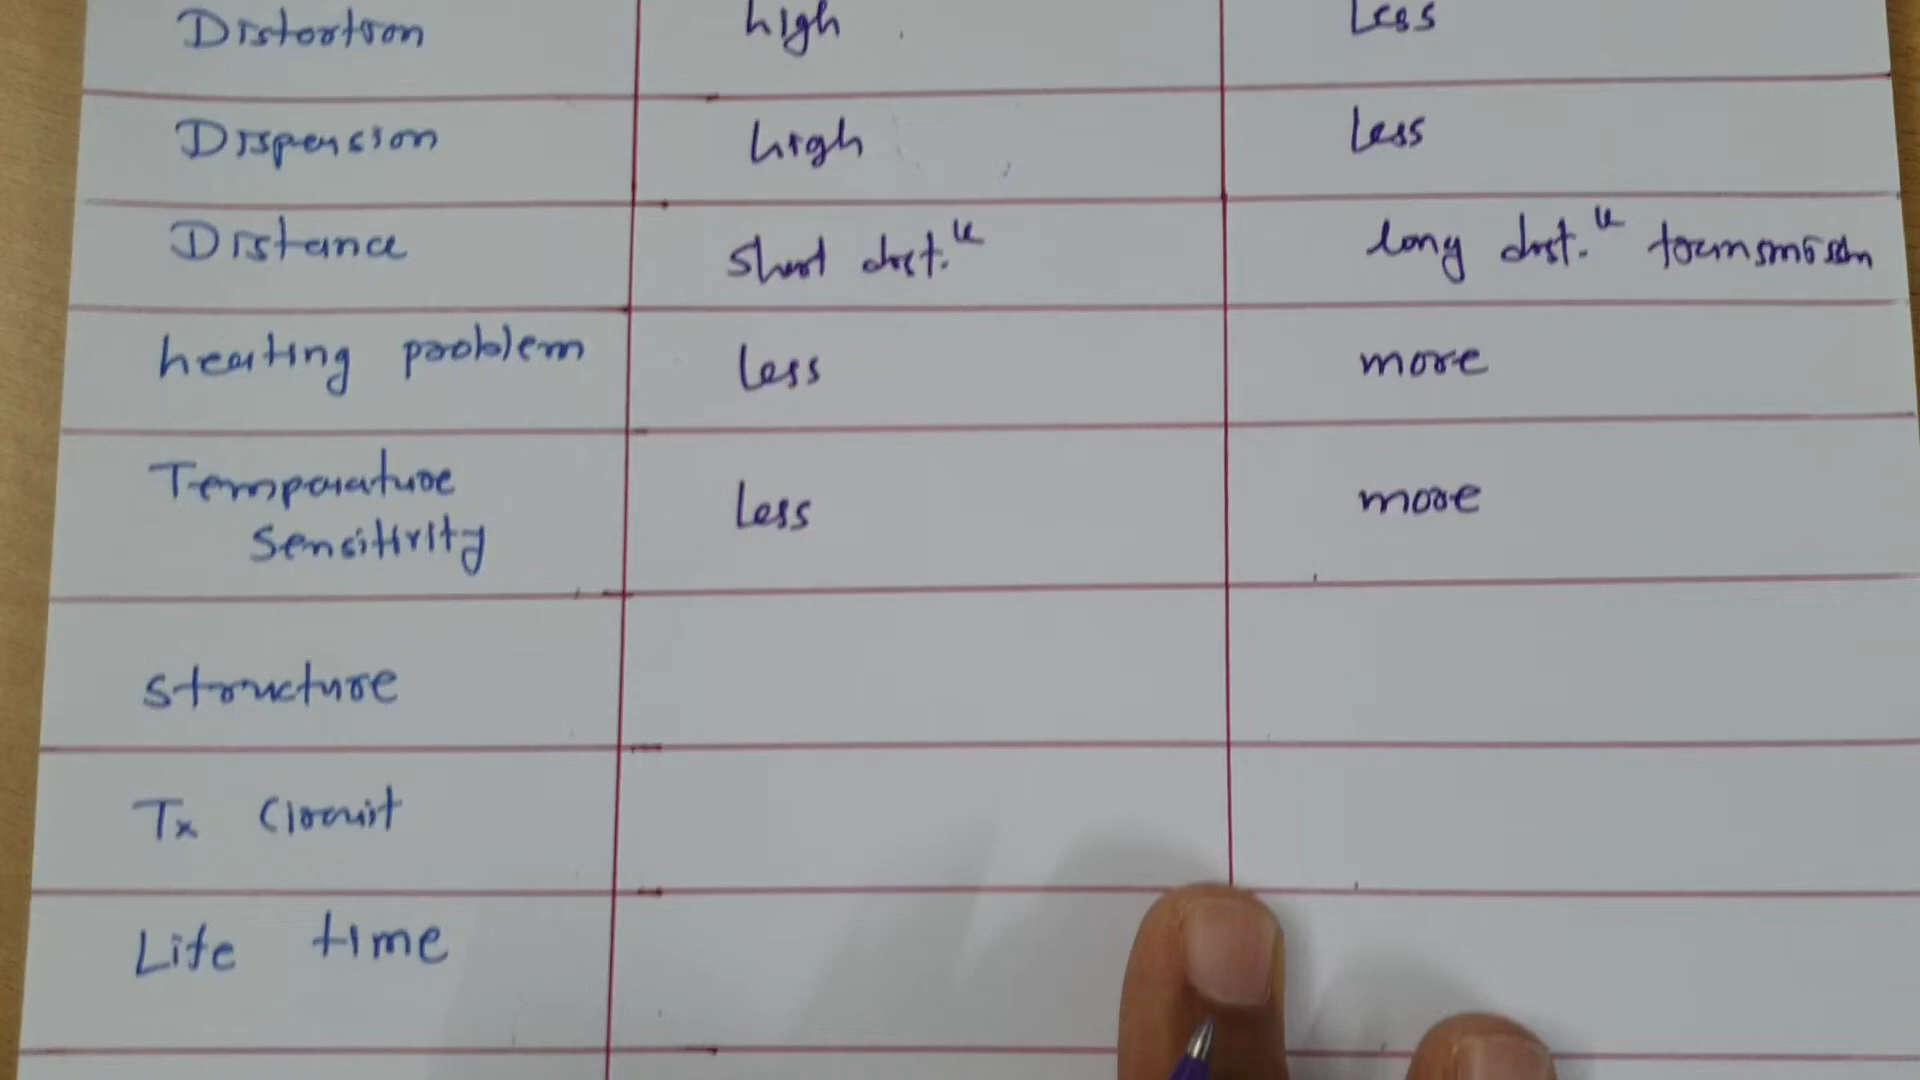 Distortion high Less
Dispersion high Less
Distance short dist.ⁿ long dist.ⁿ transmission
heating problem less more
Temperature
Sensitivity less more
structure
Tx Circuit
Life time